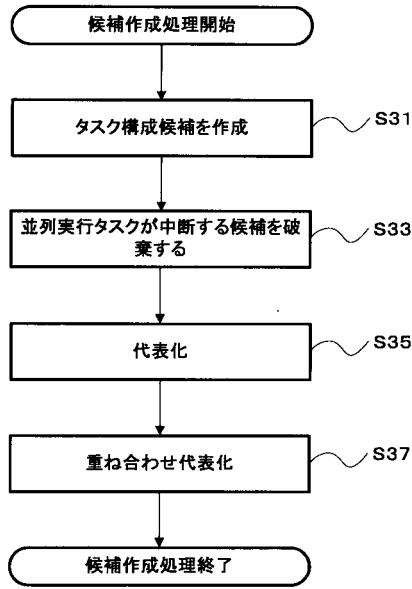 候補作成処理開始
タスク構成候補を作成
S31
並列実行タスクが中断する候補を破
棄する
S33
代表化
S35
重ね合わせ代表化
S37
候補作成処理終了